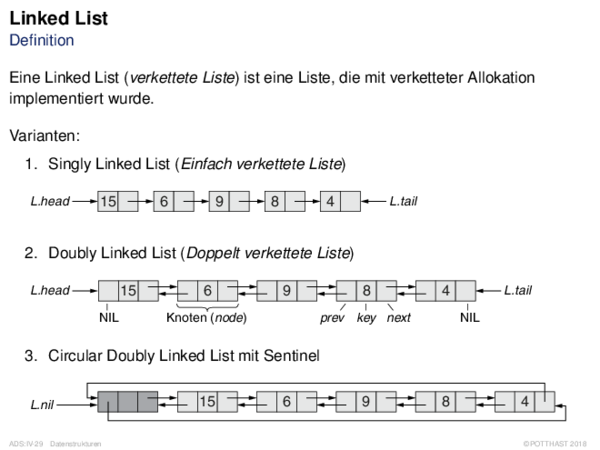 Linked List
Definition
Eine Linked List (verkettete Liste) ist eine Liste, die mit verketteter Allokation
implementiert wurde.
Varianten:
1. Singly Linked List (Einfach verkettete Liste)
L.head 15 6 9 8 4 L.tail
2. Doubly Linked List (Doppelt verkettete Liste)
L.head 15 6 9 8 4 L.tail
NIL Knoten (node) prev key next NIL
3. Circular Doubly Linked List mit Sentinel
L.nil 15 6 9 8 4
ADS:IV-29 Datenstrukturen ©POTTHAST 2018